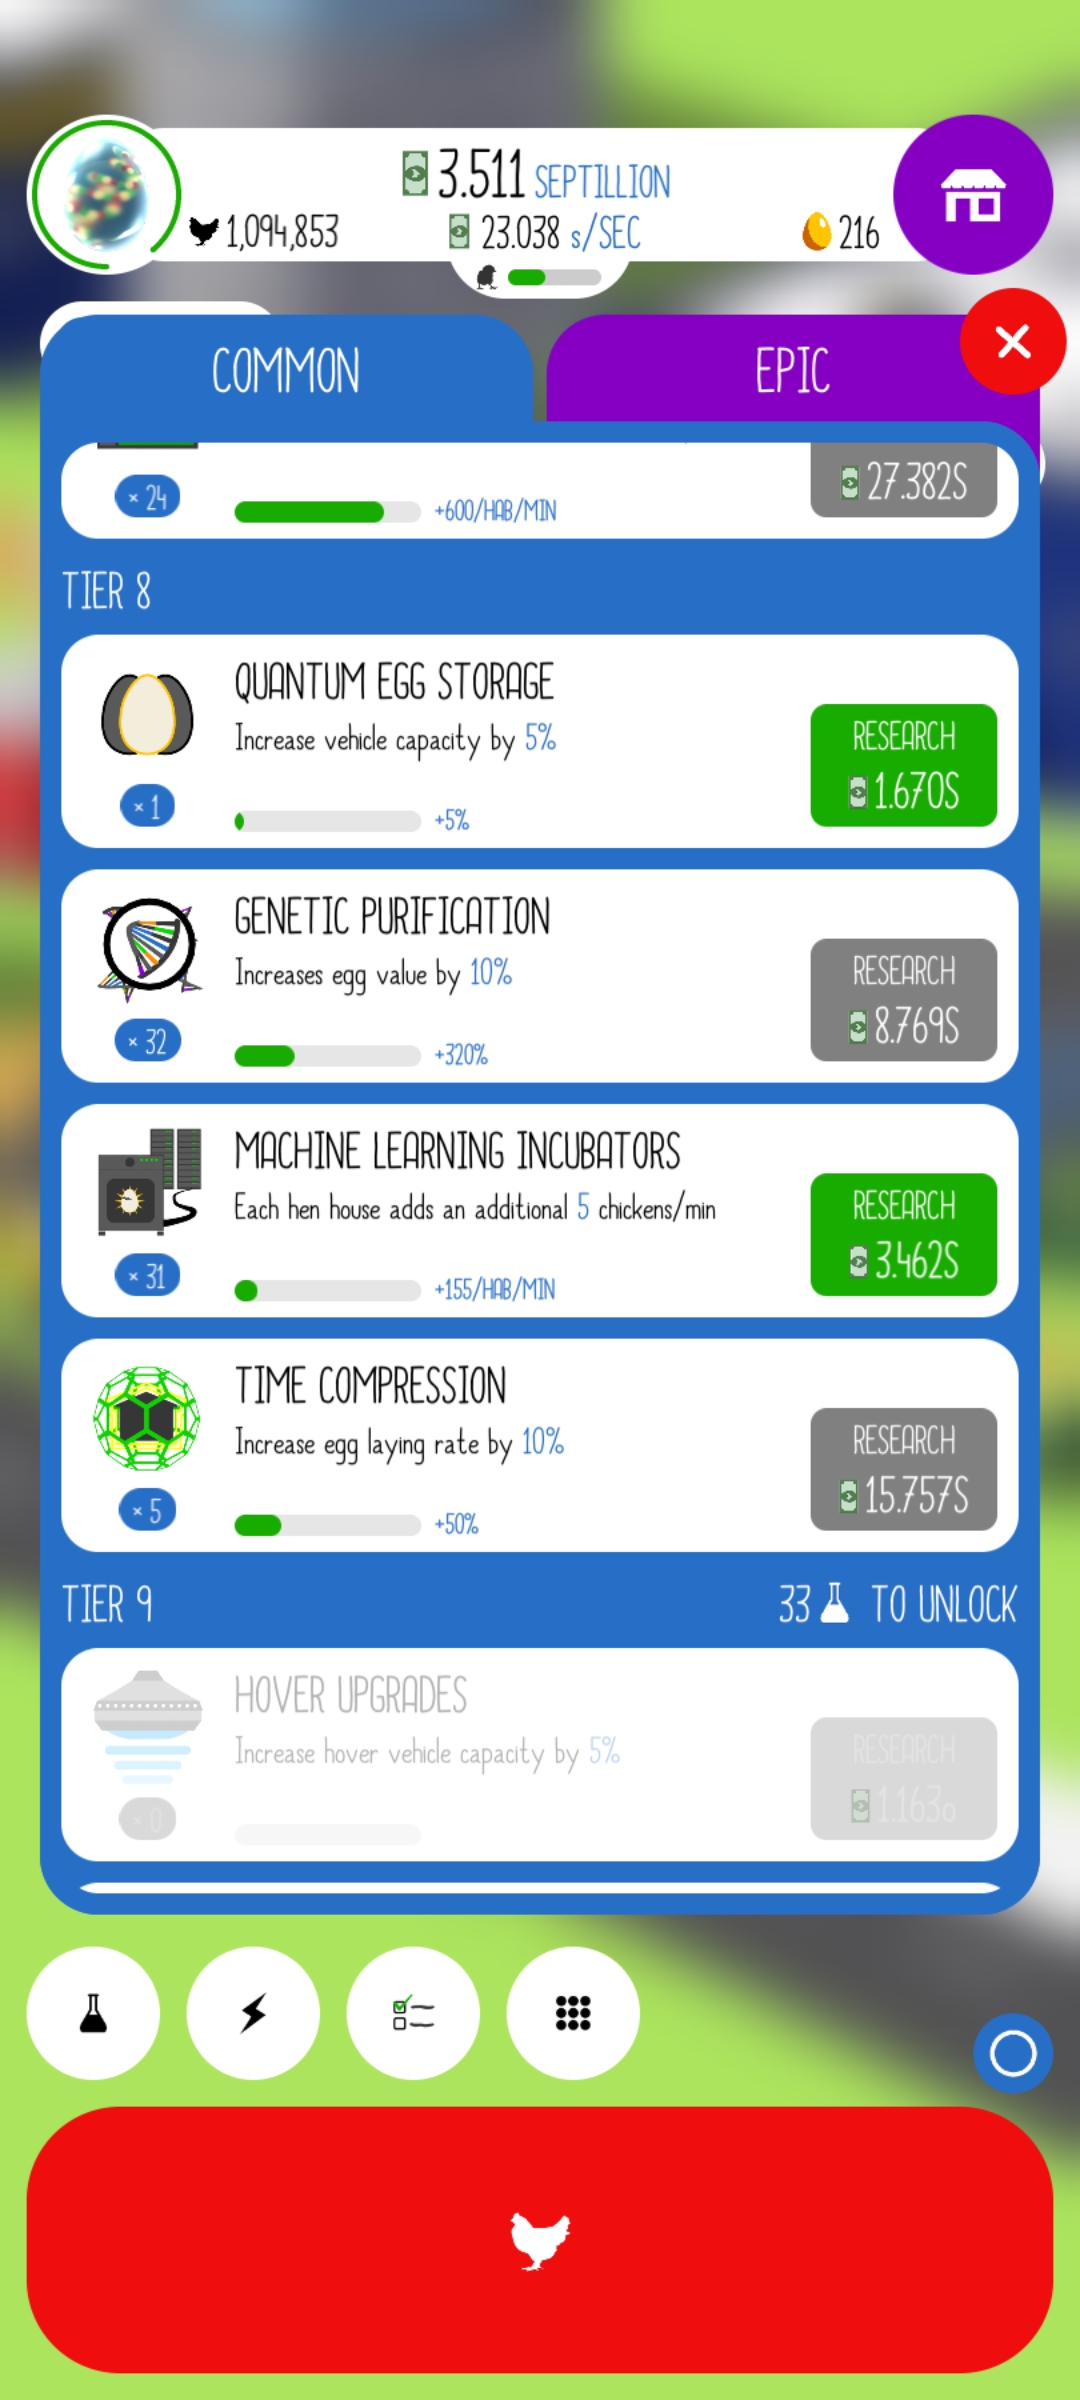 3.511 SEPTILLION
1,094,853
23.038 s/SEC
216
COMMON
EPIC
27.382S
× 24
+600/HAB/MIN
TIER 8
QUANTUM EGG STORAGE
Increase vehicle capacity by 5%
RESEARCH
1.670S
× 1
+5%
GENETIC PURIFICATION
Increases egg value by 10%
RESEARCH
8.769S
× 32
+320%
MACHINE LEARNING INCUBATORS
Each hen house adds an additional 5 chickens/min
RESEARCH
3.462S
× 31
+155/HAB/MIN
TIME COMPRESSION
Increase egg laying rate by 10%
RESEARCH
15.757S
× 5
+50%
TIER 9
33 TO UNLOCK
HOVER UPGRADES
Increase hover vehicle capacity by 5%
RESEARCH
1.163o
× 0